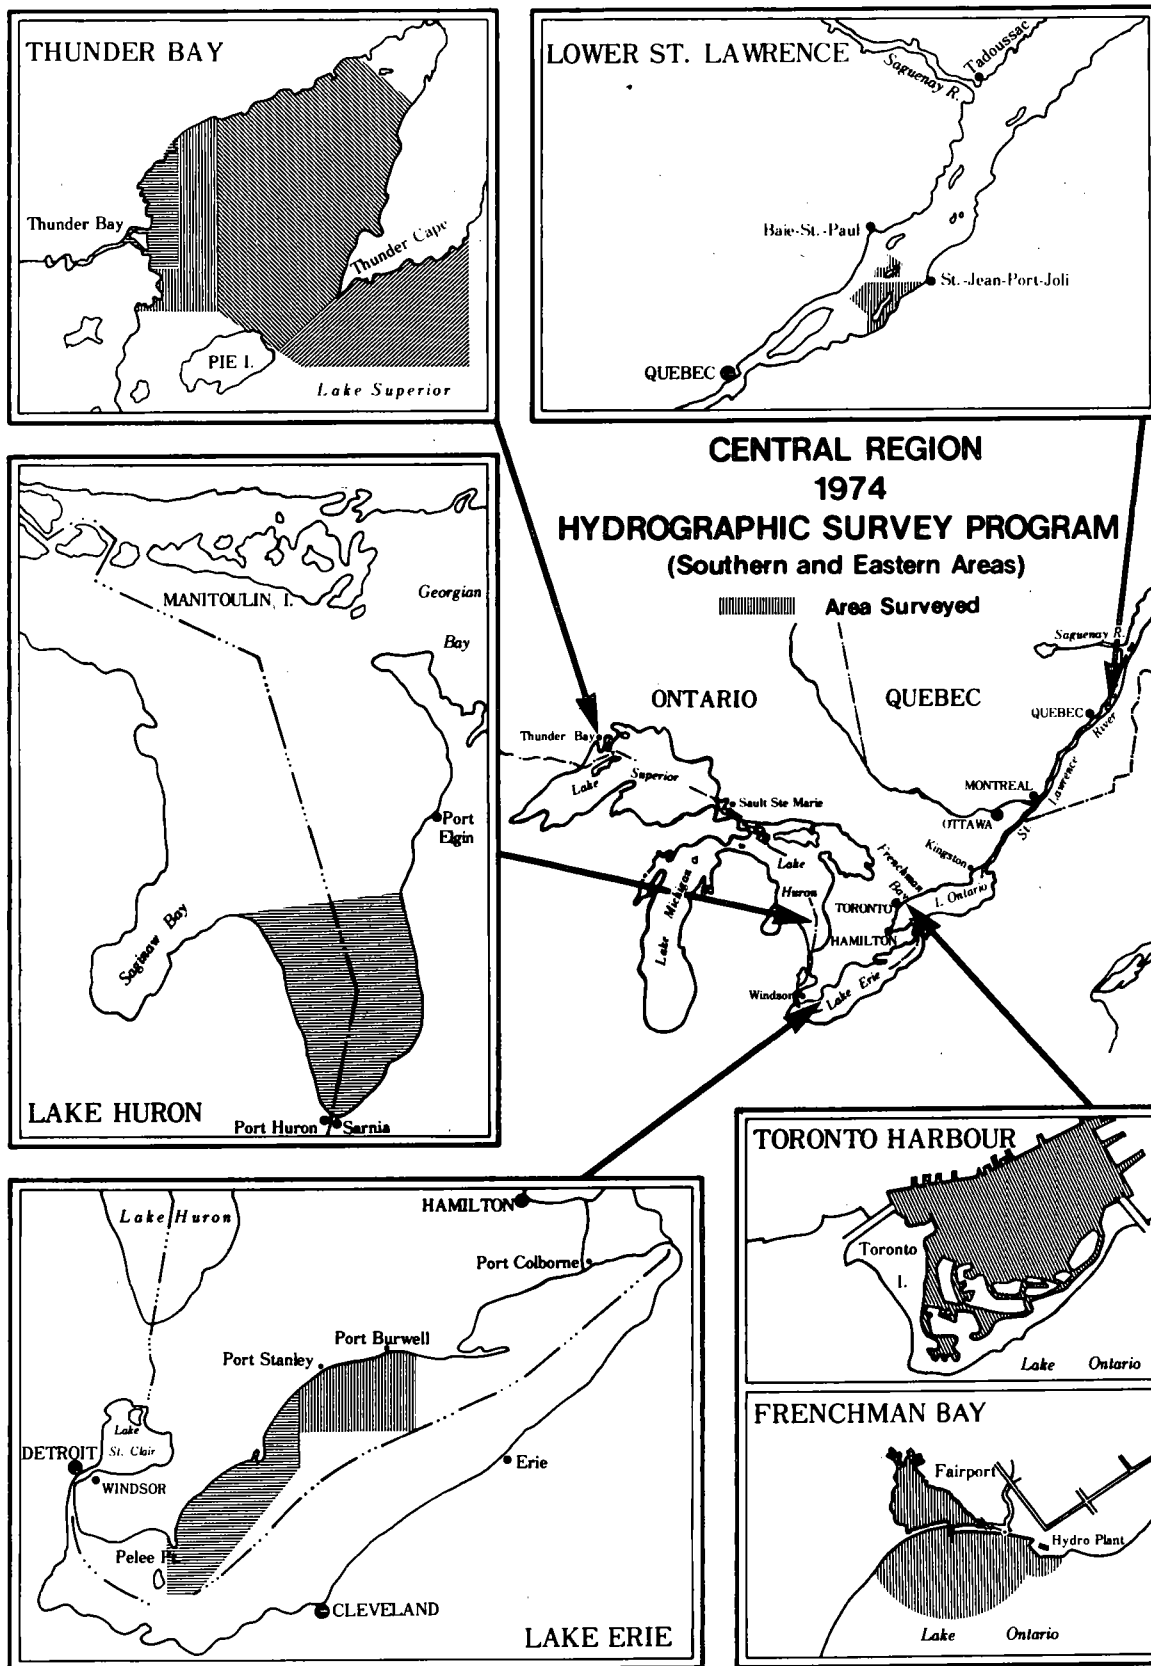 THUNDER BAY
Thunder Bay
Thunder Cape
PIE I.
Lake Superior
LOWER ST. LAWRENCE
Saguenay R.
Tadoussac
Baie-St.-Paul
St.-Jean-Port-Joli
QUEBEC
CENTRAL REGION
1974
HYDROGRAPHIC SURVEY PROGRAM
(Southern and Eastern Areas)
Area Surveyed
MANITOULIN I.
Georgian
Bay
Port
Elgin
Saginaw Bay
LAKE HURON
Port Huron
Sarnia
ONTARIO
QUEBEC
Saguenay R.
QUEBEC
St. Lawrence River
Thunder Bay
Lake Superior
Sault Ste Marie
MONTREAL
OTTAWA
Kingston
Frenchman
Bay
Lake
Huron
Lake Michigan
TORONTO
L. Ontario
HAMILTON
Windsor
Lake Erie
HAMILTON
Lake Huron
Port Colborne
Port Burwell
Port Stanley
Lake
St. Clair
DETROIT
WINDSOR
Erie
Pelee Pt.
CLEVELAND
LAKE ERIE
TORONTO HARBOUR
Toronto
I.
Lake Ontario
FRENCHMAN BAY
Fairport
Hydro Plant
Lake Ontario